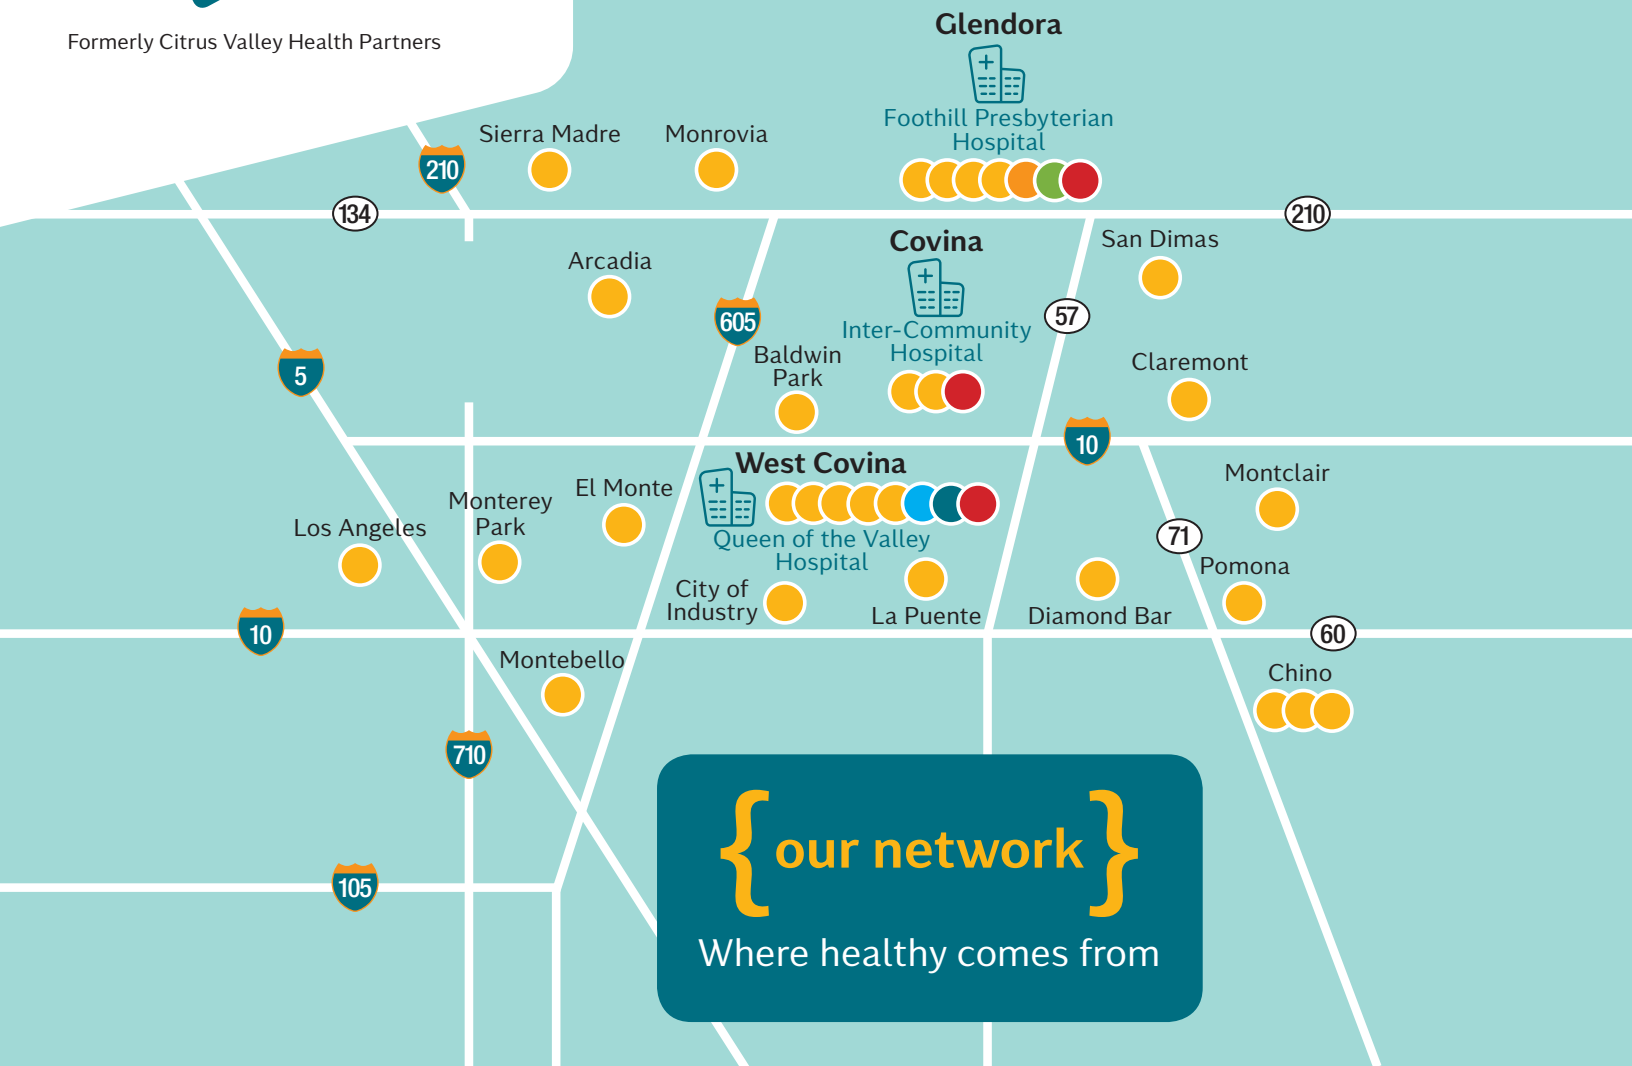 Formerly Citrus Valley Health Partners
Glendora
Foothill Presbyterian
Hospital
Sierra Madre
Monrovia
210
134
210
Covina
San Dimas
Arcadia
605
57
Inter-Community
Hospital
Baldwin
Park
Claremont
5
10
West Covina
Montclair
El Monte
Monterey
Park
Los Angeles
Queen of the Valley
Hospital
71
Pomona
City of
Industry
La Puente
Diamond Bar
10
60
Montebello
Chino
710
{our network}
105
Where healthy comes from